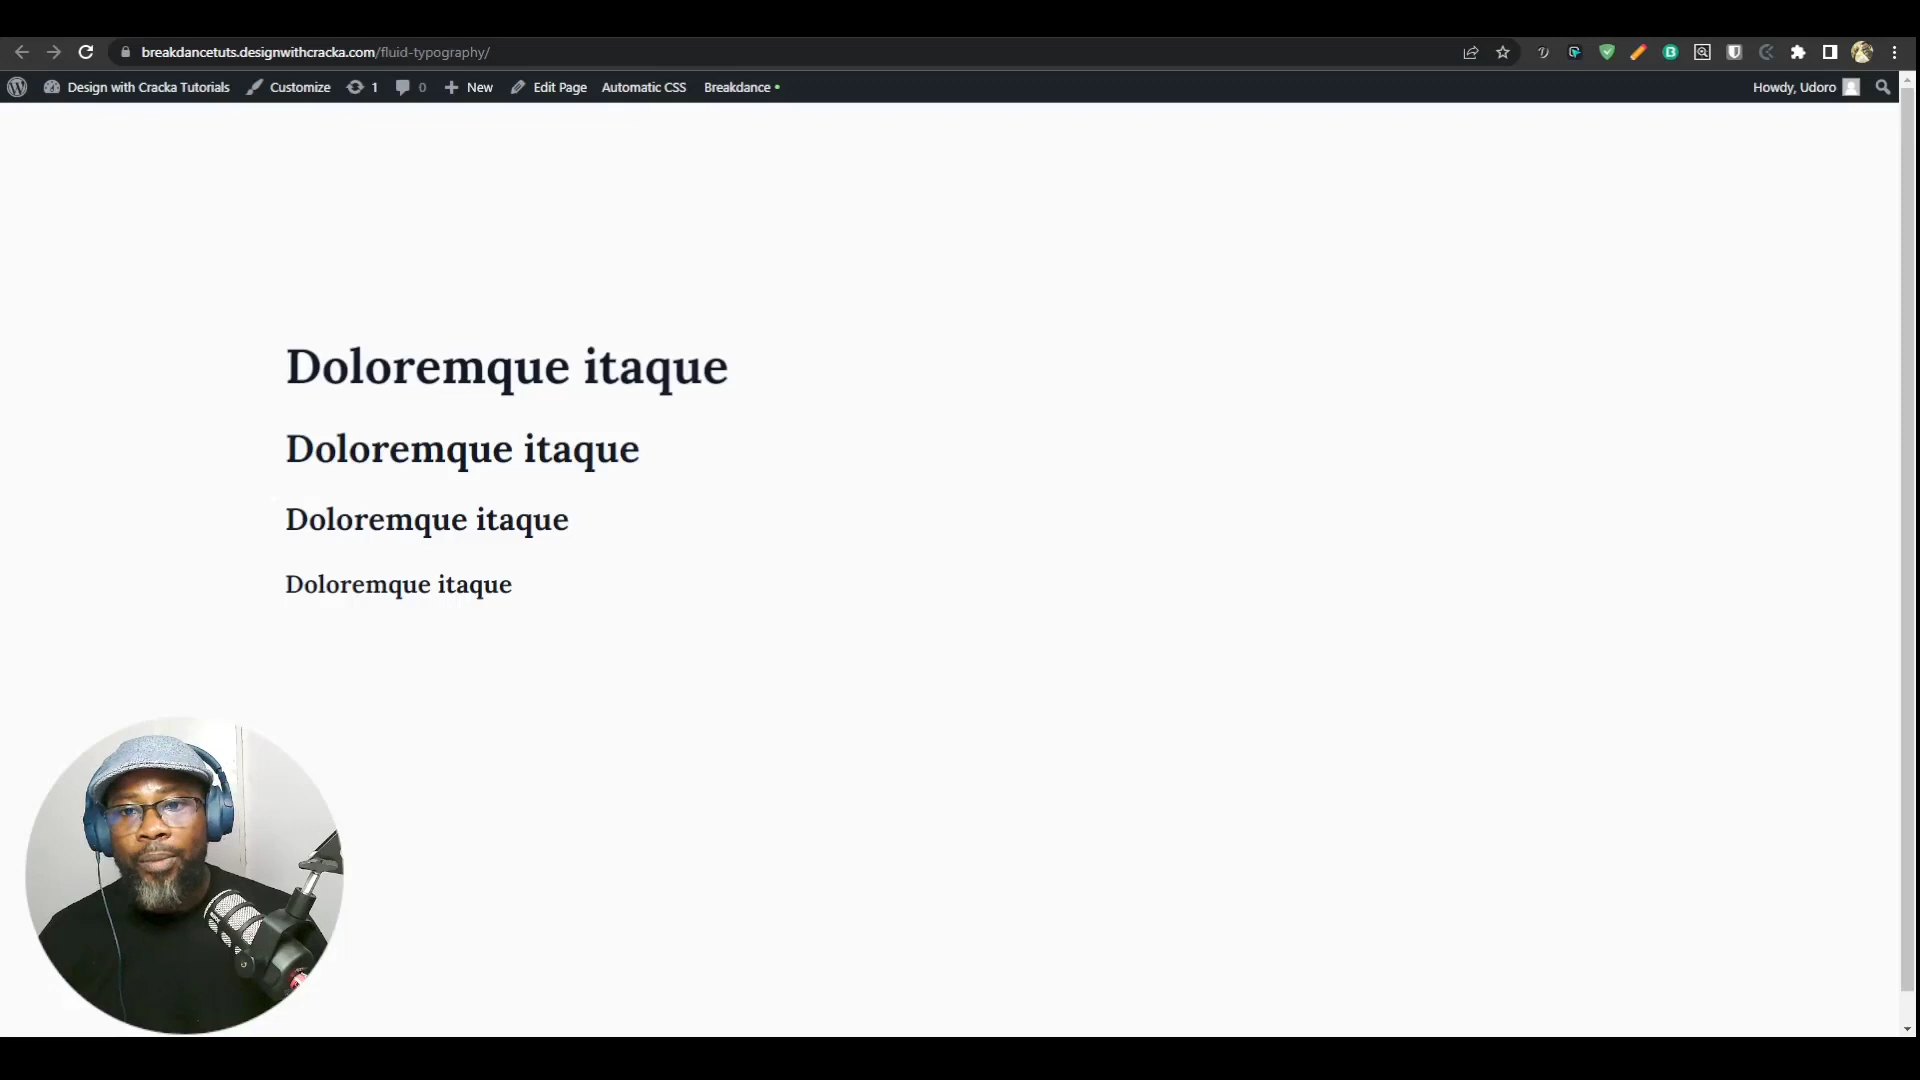 breakdancetuts.designwithcracka.com/fluid-typography/
Design with Cracka Tutorials Customize 1 0 New Edit Page Automatic CSS Breakdance Howdy, Udoro
Doloremque itaque
Doloremque itaque
Doloremque itaque
Doloremque itaque